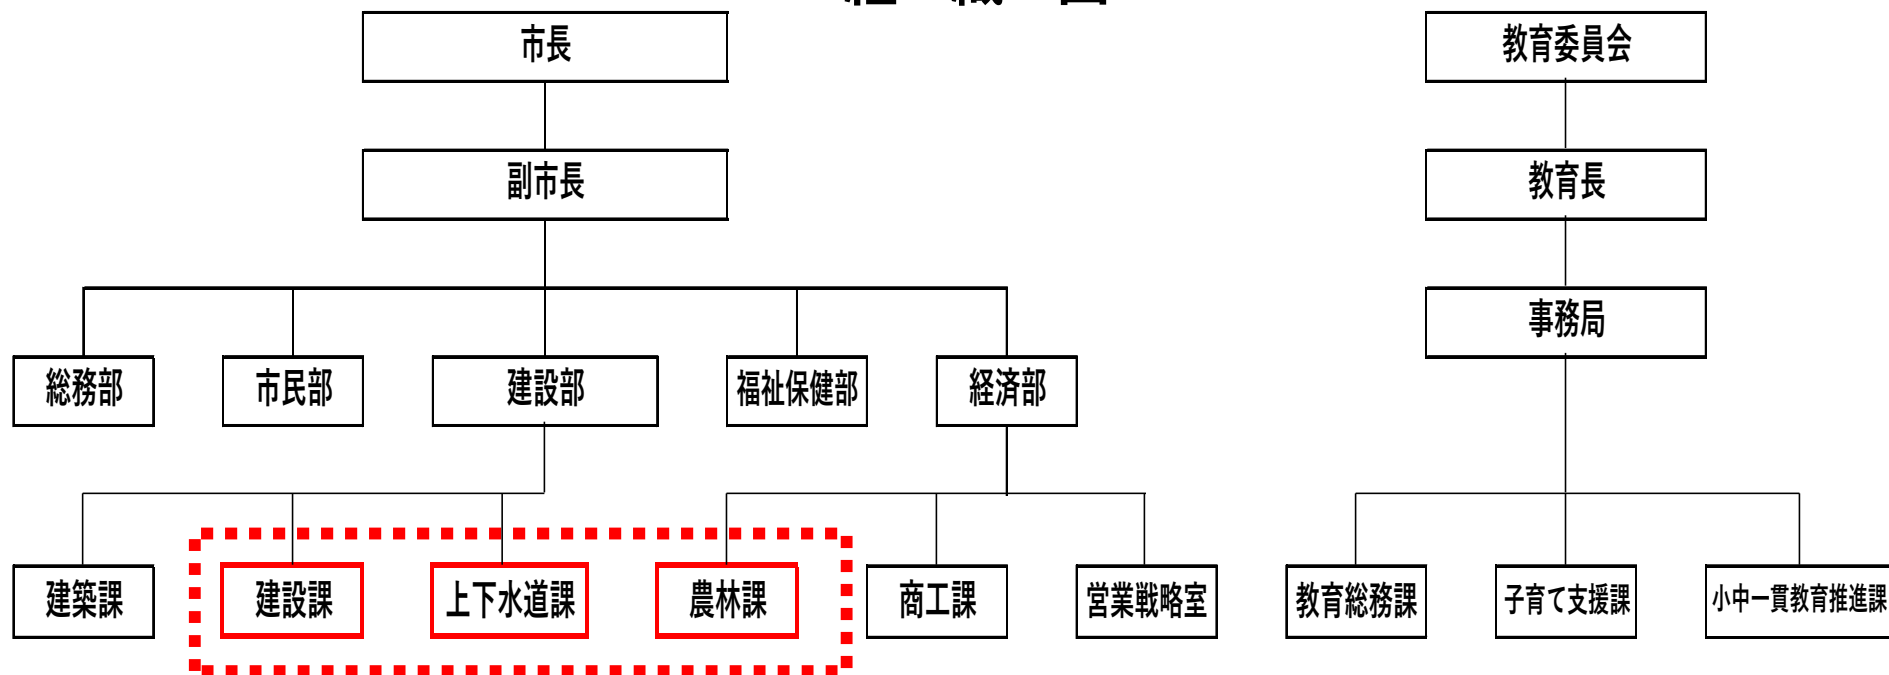 市長
教育委員会
副市長
教育長
事務局
総務部
市民部
建設部
福祉保健部
経済部
建築課
建設課
上下水道課
農林課
商工課
営業戦略室
教育総務課
子育て支援課
小中一貫教育推進課